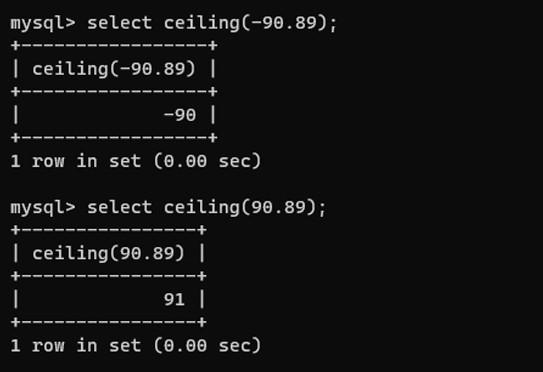 mysql> select ceiling(-90.89);
+-----------------+
| ceiling(-90.89) |
+-----------------+
|             -90 |
+-----------------+
1 row in set (0.00 sec)

mysql> select ceiling(90.89);
+----------------+
| ceiling(90.89) |
+----------------+
|             91 |
+----------------+
1 row in set (0.00 sec)